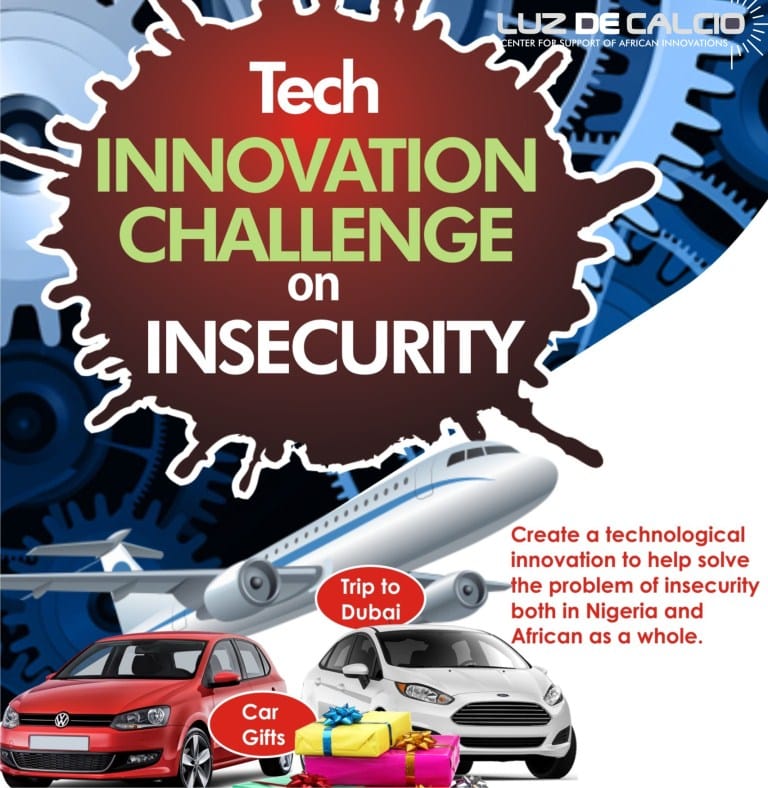 LUZ DE CALCIO
CENTER FOR SUPPORT OF AFRICAN INNOVATIONS
Tech
INNOVATION
CHALLENGE
on
INSECURITY
Create a technological
innovation to help solve
the problem of insecurity
both in Nigeria and
African as a whole.
Trip to
Dubai
Car
Gifts